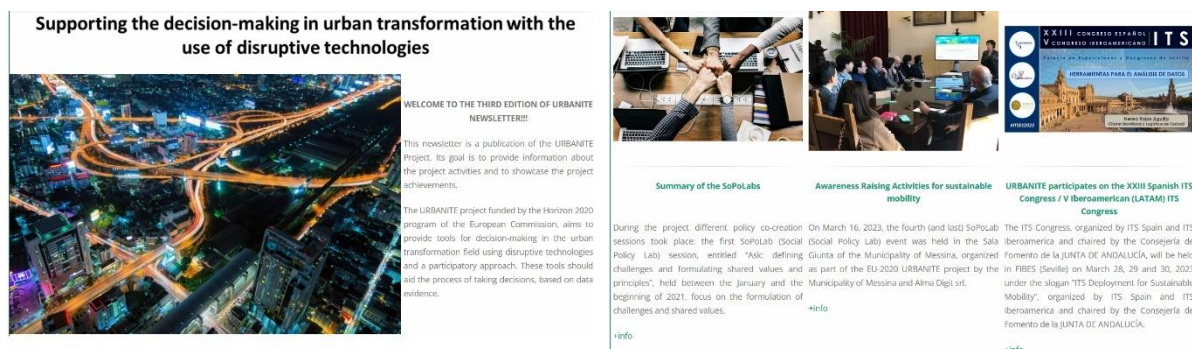 Supporting the decision-making in urban transformation with the
use of disruptive technologies
WELCOME TO THE THIRD EDITION OF URBANITE
NEWSLETTER!!!
This newsletter is a publication of the URBANITE
Project. Its goal is to provide information about
the project activities and to showcase the project
achievements.
The URBANITE project funded by the Horizon 2020
program of the European Commission, aims to
provide tools for decision-making in the urban
transformation field using disruptive technologies
and a participatory approach. These tools should
aid the process of taking decisions, based on data
evidence.
XXIII CONGRESO ESPAÑOL
V CONGRESO IBEROAMERICANO
ITS
Palacio de Exposiciones y Congresos de Sevilla
HERRAMIENTAS PARA EL ANÁLISIS DE DATOS
Summary of the SoPoLabs
During the project different policy co-creation
sessions took place: the first SoPoLab (Social
Policy Lab) session, entitled "Ask: defining
challenges and formulating shared values and
principles", held between the January and the
beginning of 2021, focus on the formulation of
challenges and shared values.
+info
Awareness Raising Activities for sustainable
mobility
On March 16, 2023, the fourth (and last) SoPoLab
(Social Policy Lab) event was held in the Sala
Giunta of the Municipality of Messina, organized
as part of the EU-2020 URBANITE project by the
Municipality of Messina and Alma Digit srl.
+info
URBANITE participates on the XXIII Spanish ITS
Congress / V Iberoamerican (LATAM) ITS
Congress
The ITS Congress, organized by ITS Spain and ITS
Iberoamerica and chaired by the Consejería de
Fomento de la JUNTA DE ANDALUCÍA, will be held
in FIBES (Seville) on March 28, 29 and 30, 2023
under the slogan "ITS Deployment for Sustainable
Mobility", organized by ITS Spain and ITS
Iberoamerica and chaired by the Consejería de
Fomento de la JUNTA DE ANDALUCÍA.
+info